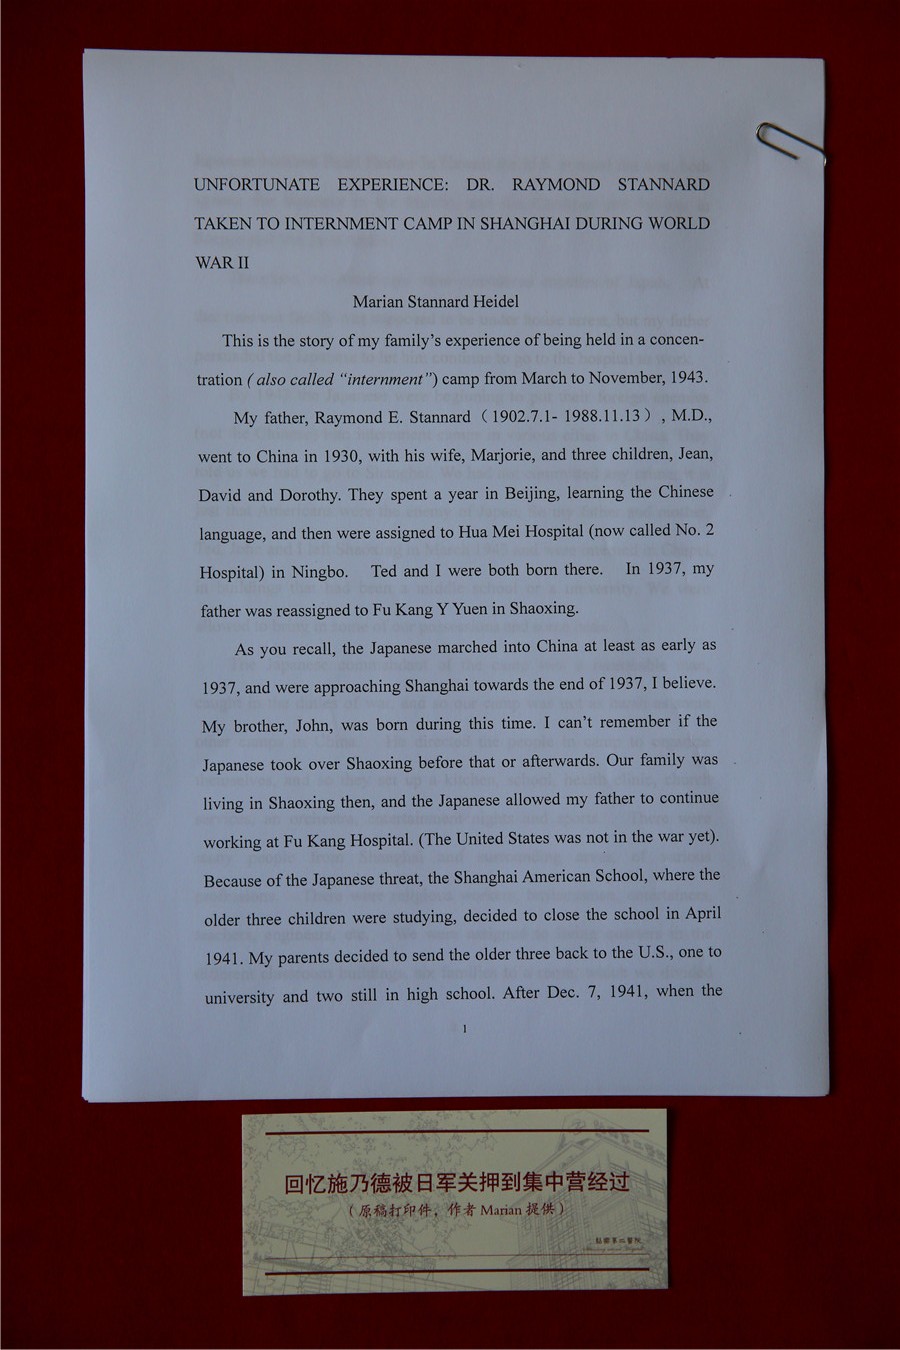 UNFORTUNATE EXPERIENCE: DR. RAYMOND STANNARD
TAKEN TO INTERNMENT CAMP IN SHANGHAI DURING WORLD
WAR II
Marian Stannard Heidel
This is the story of my family’s experience of being held in a concen-
tration ( also called “internment”) camp from March to November, 1943.
My father, Raymond E. Stannard（1902.7.1- 1988.11.13）, M.D.,
went to China in 1930, with his wife, Marjorie, and three children, Jean,
David and Dorothy. They spent a year in Beijing, learning the Chinese
language, and then were assigned to Hua Mei Hospital (now called No. 2
Hospital) in Ningbo. Ted and I were both born there. In 1937, my
father was reassigned to Fu Kang Y Yuen in Shaoxing.
As you recall, the Japanese marched into China at least as early as
1937, and were approaching Shanghai towards the end of 1937, I believe.
My brother, John, was born during this time. I can’t remember if the
Japanese took over Shaoxing before that or afterwards. Our family was
living in Shaoxing then, and the Japanese allowed my father to continue
working at Fu Kang Hospital. (The United States was not in the war yet).
Because of the Japanese threat, the Shanghai American School, where the
older three children were studying, decided to close the school in April
1941. My parents decided to send the older three back to the U.S., one to
university and two still in high school. After Dec. 7, 1941, when the
1
回忆施乃德被日军关押到集中营经过
（原稿打印件，作者 Marian 提供）